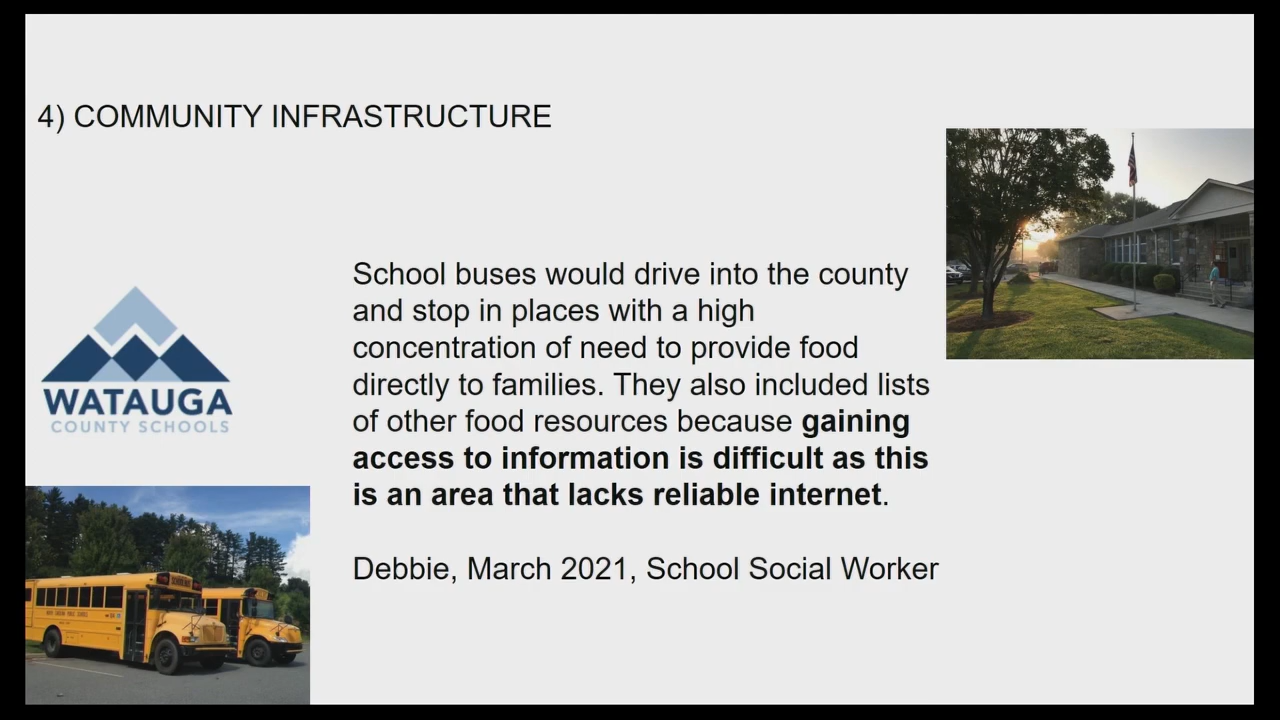 4) COMMUNITY INFRASTRUCTURE
School buses would drive into the county
and stop in places with a high
concentration of need to provide food
directly to families. They also included lists
of other food resources because gaining
access to information is difficult as this
is an area that lacks reliable internet.
Debbie, March 2021, School Social Worker
WATAUGA
COUNTY SCHOOLS
SCHOOL BUS